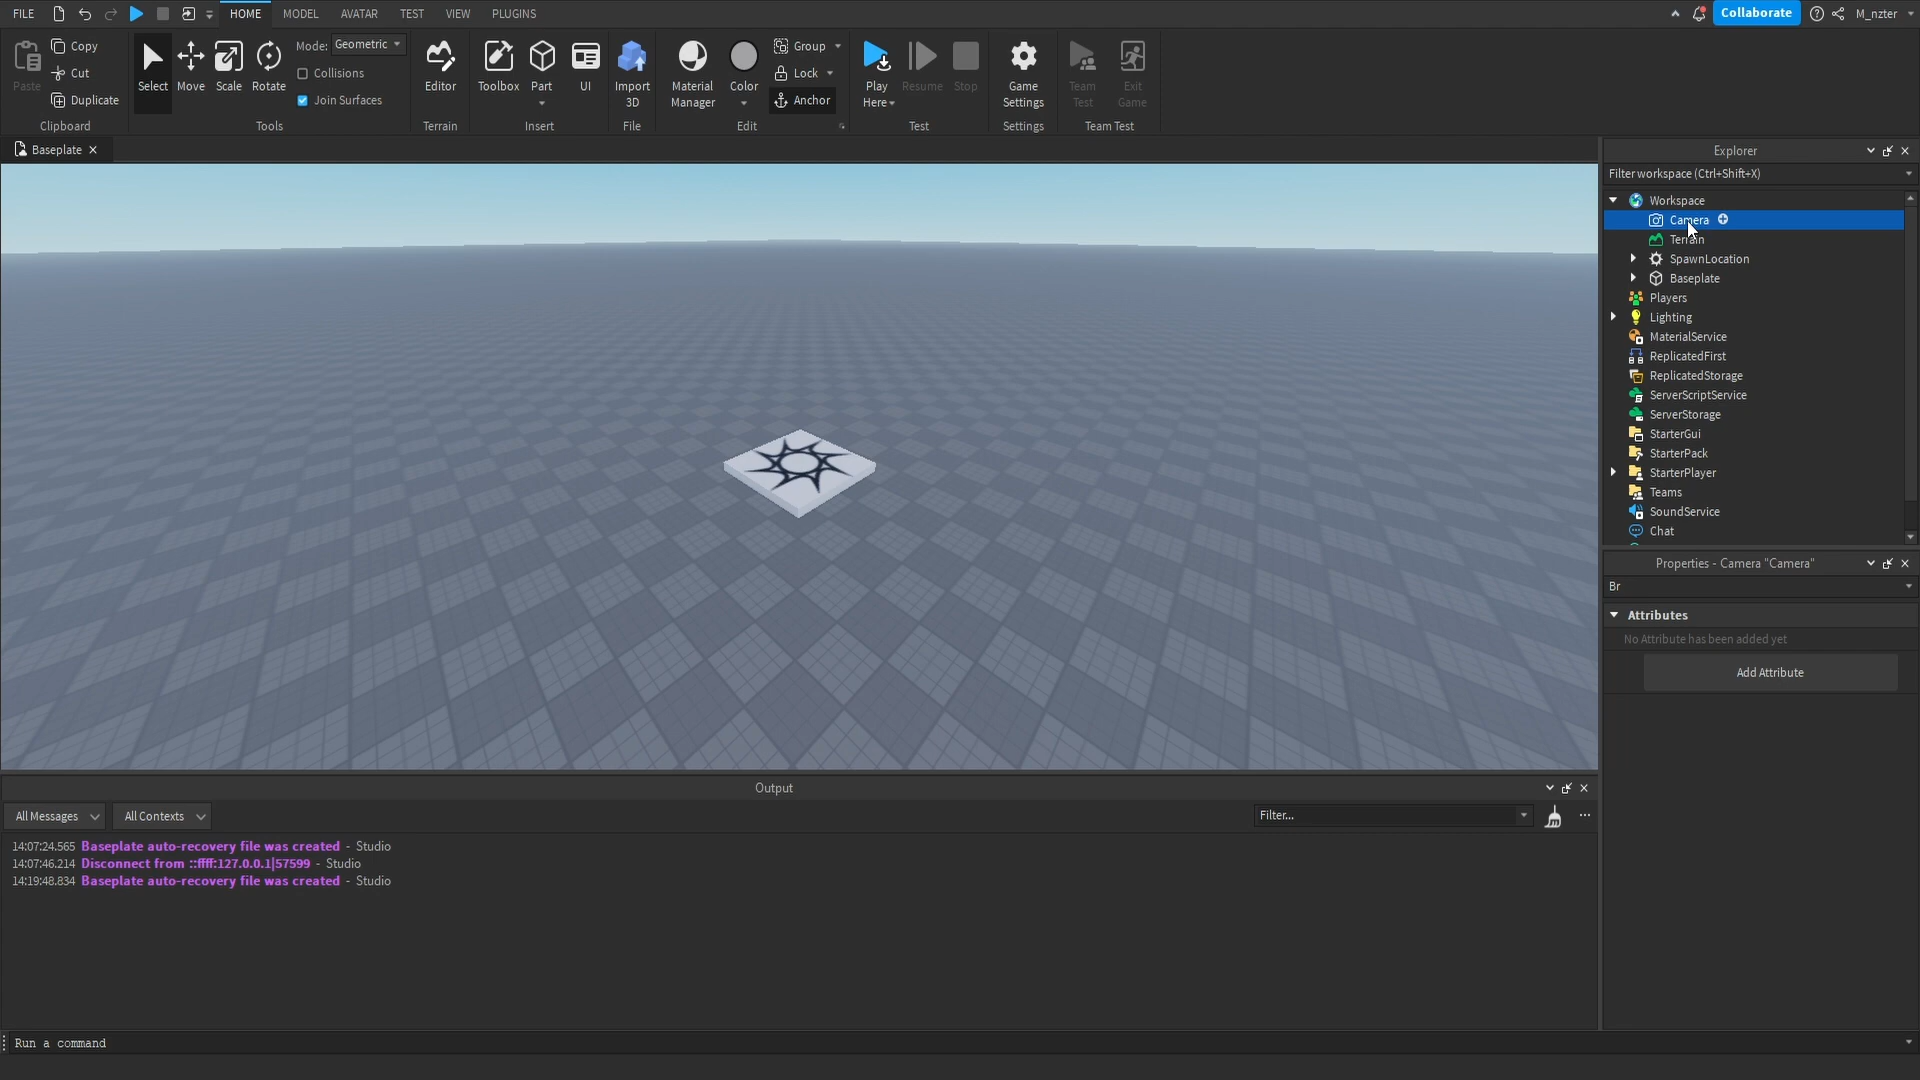 FILE HOME MODEL AVATAR TEST VIEW PLUGINS Collaborate M_nzter
Paste Copy Cut Duplicate
Clipboard
Select Move Scale Rotate
Mode: Geometric
Collisions
Join Surfaces
Tools
Editor
Terrain
Toolbox Part UI
Insert
Import
3D
File
Material
Manager
Color
Group
Lock
Anchor
Edit
Play
Here
Resume Stop
Test
Game
Settings
Settings
Team
Test
Exit
Game
Team Test
Baseplate
Explorer
Filter workspace (Ctrl+Shift+X)
Workspace
Camera
Terrain
SpawnLocation
Baseplate
Players
Lighting
MaterialService
ReplicatedFirst
ReplicatedStorage
ServerScriptService
ServerStorage
StarterGui
StarterPack
StarterPlayer
Teams
SoundService
Chat
Properties - Camera "Camera"
Br
Attributes
No Attribute has been added yet
Add Attribute
Output
All Messages All Contexts Filter...
14:07:24.565 Baseplate auto-recovery file was created - Studio
14:07:46.214 Disconnect from ::ffff:127.0.0.1|57599 - Studio
14:19:48.834 Baseplate auto-recovery file was created - Studio
Run a command